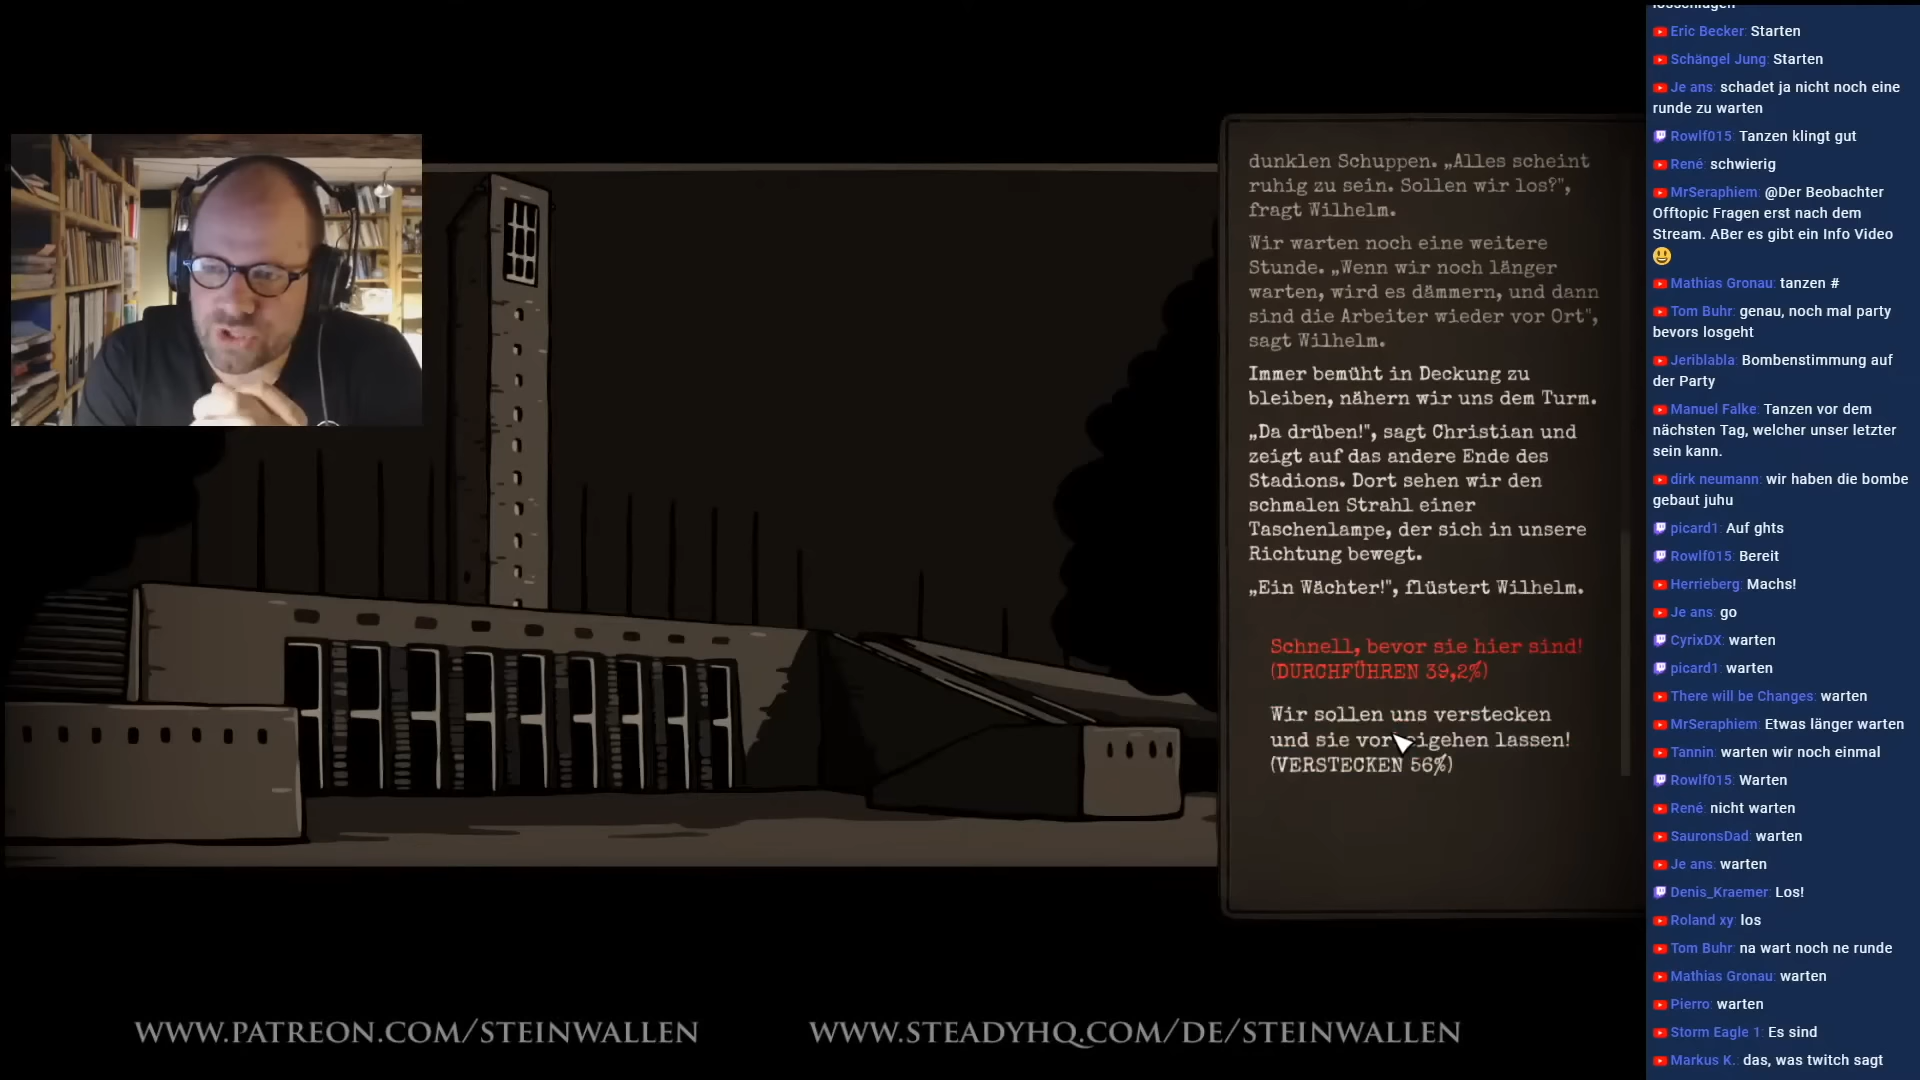 dunklen Schuppen. „Alles scheint
ruhig zu sein. Sollen wir los?",
fragt Wilhelm.
Wir warten noch eine weitere
Stunde. „Wenn wir noch länger
warten, wird es dämmern, und dann
sind die Arbeiter wieder vor Ort",
sagt Wilhelm.
Immer bemüht in Deckung zu
bleiben, nähern wir uns dem Turm.
„Da drüben!", sagt Christian und
zeigt auf das andere Ende des
Stadions. Dort sehen wir den
schmalen Strahl einer
Taschenlampe, der sich in unsere
Richtung bewegt.
„Ein Wächter!", flüstert Wilhelm.
Schnell, bevor sie hier sind!
(DURCHFÜHREN 39,2%)
Wir sollen uns verstecken
und sie lassen!
(VERSTECKEN 56%)
WWW.PATREON.COM/STEINWALLEN
WWW.STEADYHQ.COM/DE/STEINWALLEN
losschlagen
Eric Becker: Starten
Schängel Jung: Starten
Je ans: schadet ja nicht noch eine
runde zu warten
Rowlf015: Tanzen klingt gut
René: schwierig
MrSeraphiem: @Der Beobachter
Offtopic Fragen erst nach dem
Stream. ABer es gibt ein Info Video
😃
Mathias Gronau: tanzen #
Tom Buhr: genau, noch mal party
bevors losgeht
Jeriblabla: Bombenstimmung auf
der Party
Manuel Falke: Tanzen vor dem
nächsten Tag, welcher unser letzter
sein kann.
dirk neumann: wir haben die bombe
gebaut juhu
picard1: Auf ghts
Rowlf015: Bereit
Herrieberg: Machs!
Je ans: go
CyrixDX: warten
picard1: warten
There will be Changes: warten
MrSeraphiem: Etwas länger warten
Tannin: warten wir noch einmal
Rowlf015: Warten
René: nicht warten
SauronsDad: warten
Je ans: warten
Denis_Kraemer: Los!
Roland xy: los
Tom Buhr: na wart noch ne runde
Mathias Gronau: warten
Pierro: warten
Storm Eagle 1: Es sind
Markus K.: das, was twitch sagt